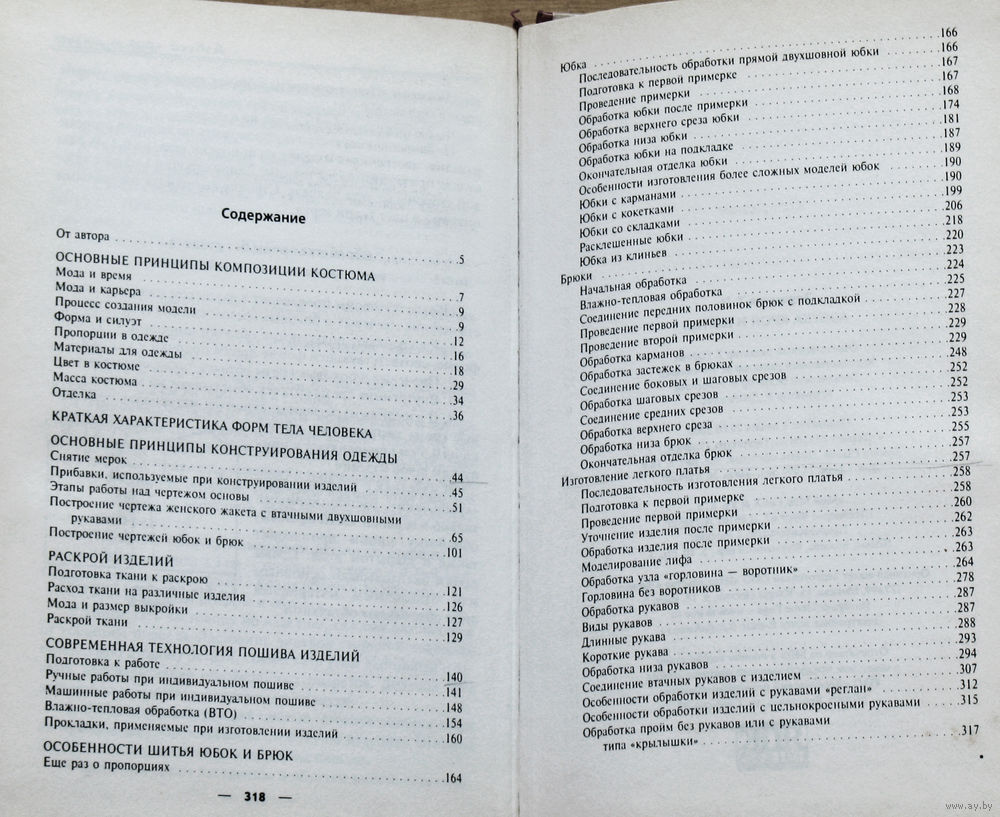 Содержание
От автора 5
ОСНОВНЫЕ ПРИНЦИПЫ КОМПОЗИЦИИ КОСТЮМА
Мода и время 7
Мода и карьера 9
Процесс создания модели 9
Форма и силуэт 12
Пропорции в одежде 16
Материалы для одежды 18
Цвет в костюме 29
Масса костюма 34
Отделка 36
КРАТКАЯ ХАРАКТЕРИСТИКА ФОРМ ТЕЛА ЧЕЛОВЕКА
ОСНОВНЫЕ ПРИНЦИПЫ КОНСТРУИРОВАНИЯ ОДЕЖДЫ
Снятие мерок 44
Прибавки, используемые при конструировании изделий 45
Этапы работы над чертежом основы 51
Построение чертежа женского жакета с втачными двухшовными
рукавами 65
Построение чертежей юбок и брюк 101
РАСКРОЙ ИЗДЕЛИЙ
Подготовка ткани к раскрою 121
Расход ткани на различные изделия 126
Мода и размер выкройки 127
Раскрой ткани 129
СОВРЕМЕННАЯ ТЕХНОЛОГИЯ ПОШИВА ИЗДЕЛИЙ
Подготовка к работе 140
Ручные работы при индивидуальном пошиве 141
Машинные работы при индивидуальном пошиве 148
Влажно-тепловая обработка (ВТО) 154
Прокладки, применяемые при изготовлении изделий 160
ОСОБЕННОСТИ ШИТЬЯ ЮБОК И БРЮК
Еще раз о пропорциях 164
— 318 —
Юбка 166
Последовательность обработки прямой двухшовной юбки 166
Подготовка к первой примерке 167
Проведение примерки 167
Обработка юбки после примерки 168
Обработка верхнего среза юбки 174
Обработка низа юбки 181
Обработка юбки на подкладке 187
Окончательная отделка юбки 189
Особенности изготовления более сложных моделей юбок 190
Юбки с карманами 190
Юбки с кокетками 199
Юбки со складками 206
Расклешенные юбки 218
Юбка из клиньев 220
Брюки 223
Начальная обработка 224
Влажно-тепловая обработка 225
Соединение передних половинок брюк с подкладкой 227
Проведение первой примерки 228
Проведение второй примерки 229
Обработка карманов 229
Обработка застежек в брюках 248
Соединение боковых и шаговых срезов 252
Обработка шаговых срезов 252
Соединение средних срезов 253
Обработка верхнего среза 253
Обработка низа брюк 255
Окончательная отделка брюк 257
Изготовление легкого платья 257
Последовательность изготовления легкого платья 258
Подготовка к первой примерке 258
Проведение первой примерки 260
Уточнение изделия после примерки 262
Обработка изделия после примерки 263
Моделирование лифа 263
Обработка узла «горловина — воротник» 264
Горловина без воротников 278
Обработка рукавов 287
Виды рукавов 287
Длинные рукава 288
Короткие рукава 293
Обработка низа рукавов 294
Соединение втачных рукавов с изделием 307
Особенности обработки изделий с рукавами «реглан» 312
Особенности обработки изделий с цельнокроеными рукавами 315
Обработка пройм без рукавов или с рукавами
типа «крылышки» 317
www.ay.by